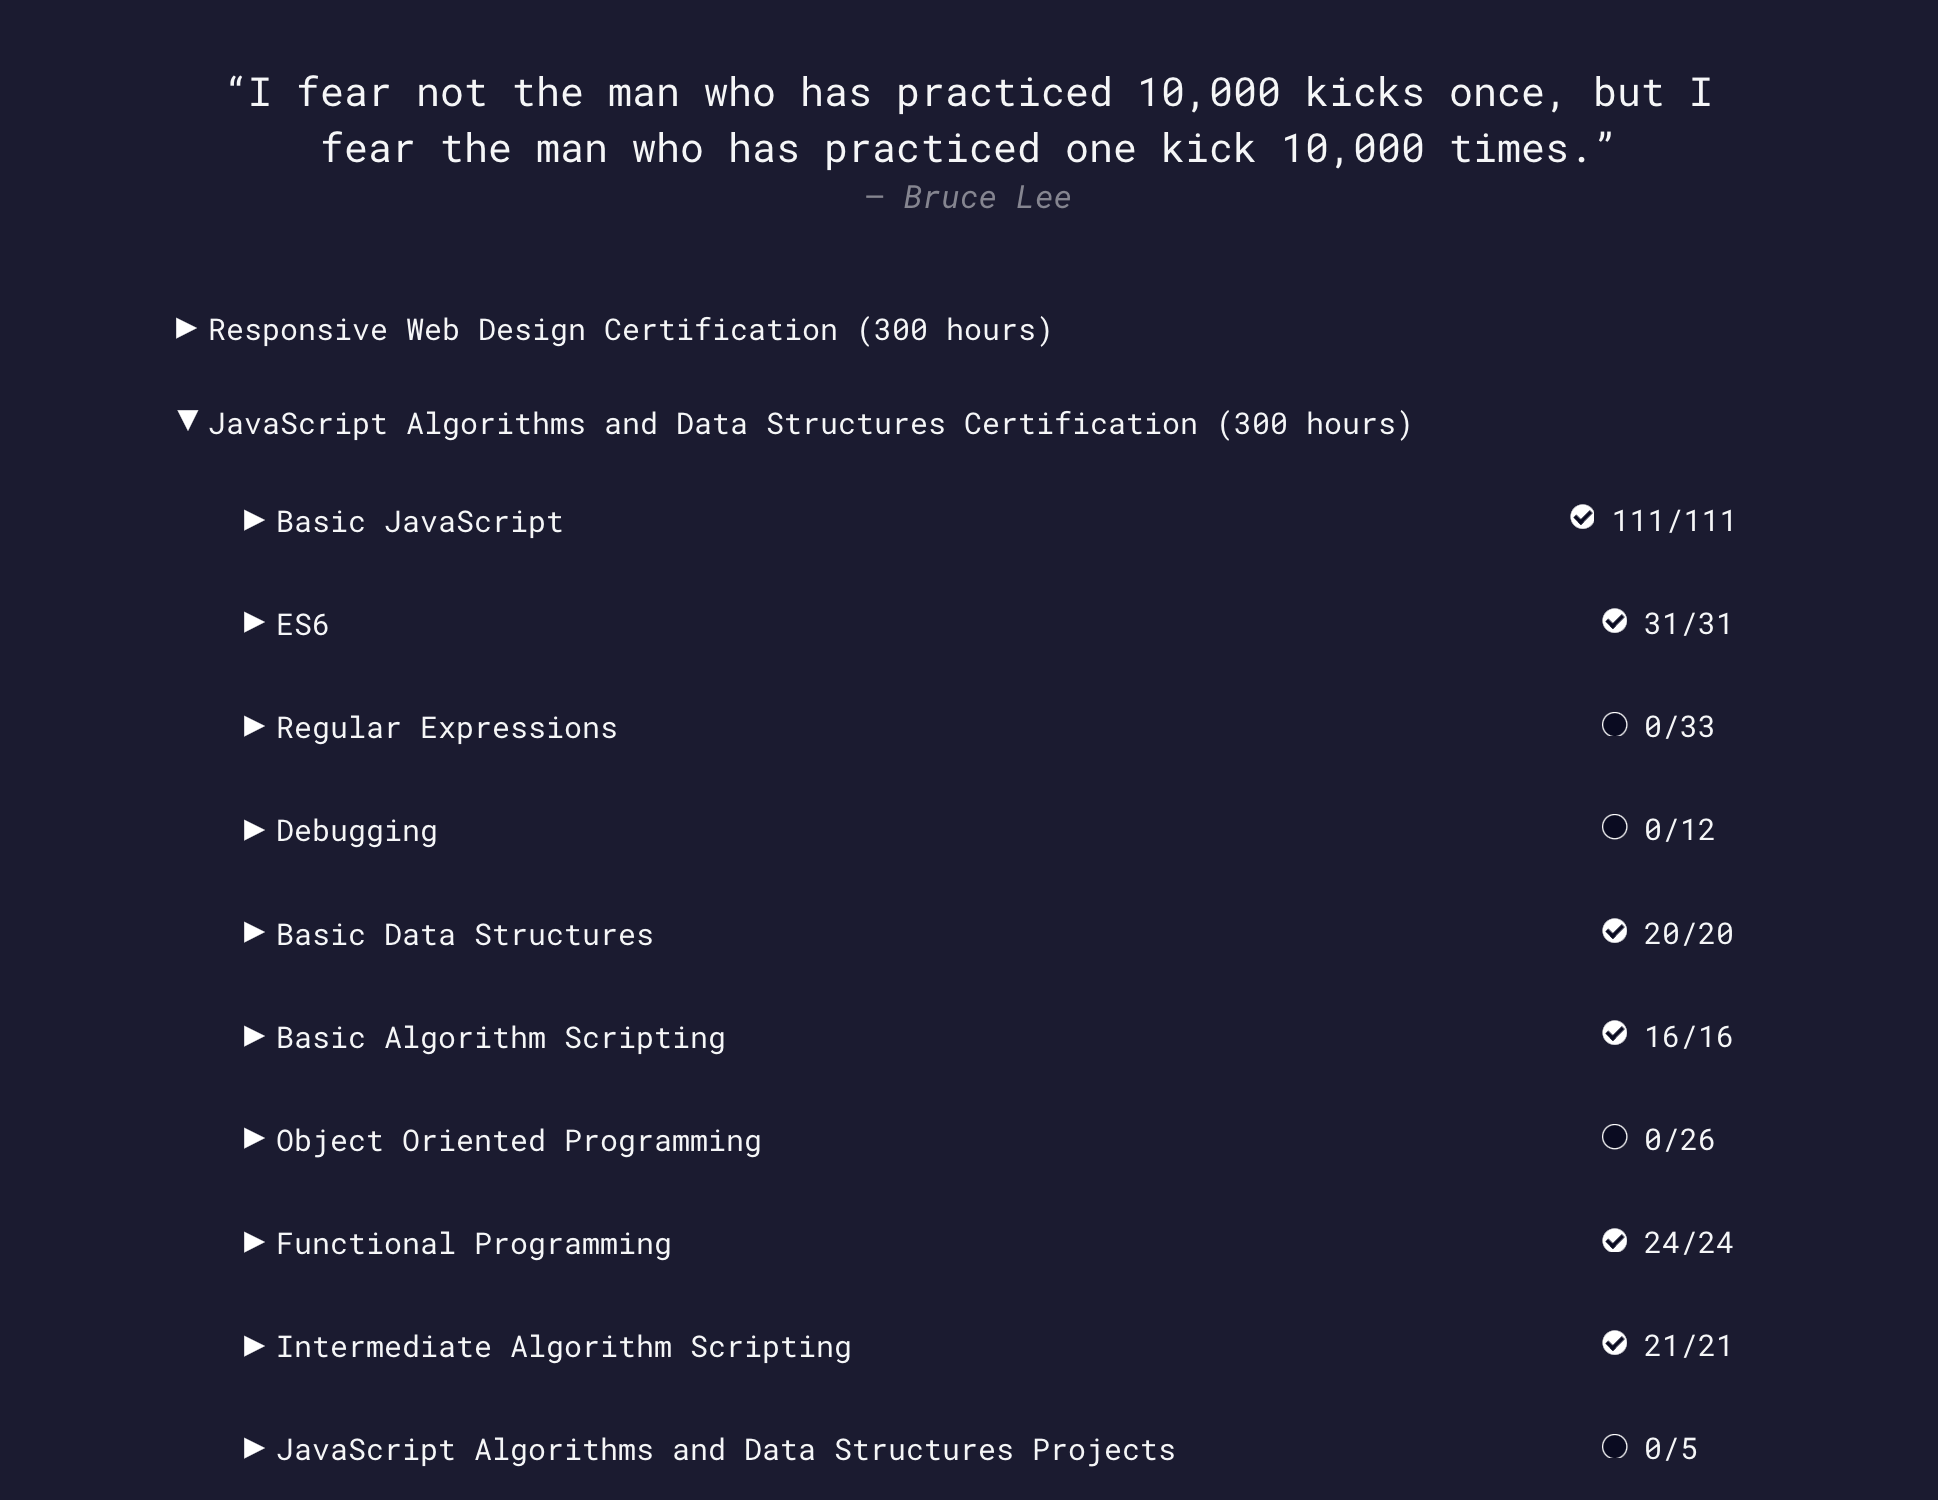 “I fear not the man who has practiced 10,000 kicks once, but I
fear the man who has practiced one kick 10,000 times.”
— Bruce Lee
Responsive Web Design Certification (300 hours)
JavaScript Algorithms and Data Structures Certification (300 hours)
Basic JavaScript 111/111
ES6 31/31
Regular Expressions 0/33
Debugging 0/12
Basic Data Structures 20/20
Basic Algorithm Scripting 16/16
Object Oriented Programming 0/26
Functional Programming 24/24
Intermediate Algorithm Scripting 21/21
JavaScript Algorithms and Data Structures Projects 0/5